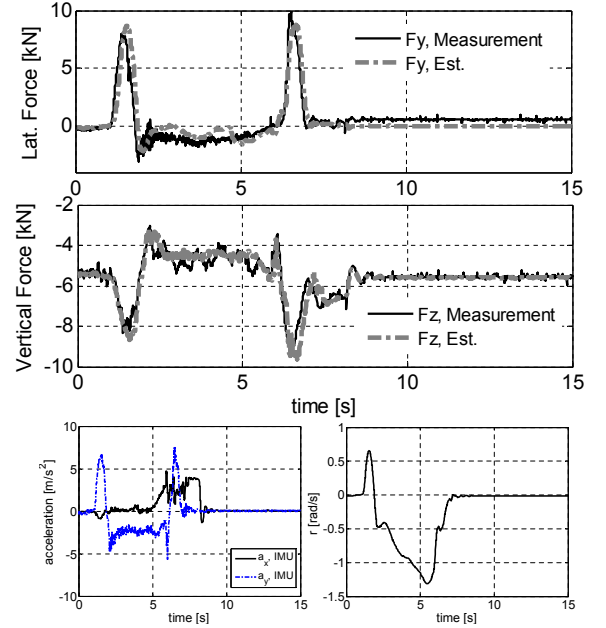 10
5
0
Lat. Force [kN]
Fy, Measurement
Fy, Est.
0
5
10
15
-2
-4
-6
-8
-10
Vertical Force [kN]
Fz, Measurement
Fz, Est.
0
5
10
15
time [s]
10
5
0
-5
-10
acceleration [m/s²]
a_x, IMU
a_y, IMU
0
5
10
15
time [s]
1
0.5
0
-0.5
-1
-1.5
r [rad/s]
0
5
10
15
time [s]